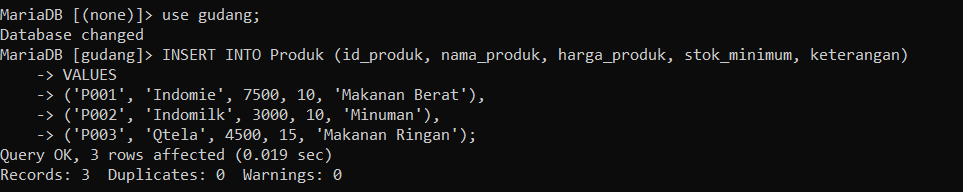 MariaDB [(none)]> use gudang;
Database changed
MariaDB [gudang]> INSERT INTO Produk (id_produk, nama_produk, harga_produk, stok_minimum, keterangan)
    -> VALUES
    -> ('P001', 'Indomie', 7500, 10, 'Makanan Berat'),
    -> ('P002', 'Indomilk', 3000, 10, 'Minuman'),
    -> ('P003', 'Qtela', 4500, 15, 'Makanan Ringan');
Query OK, 3 rows affected (0.019 sec)
Records: 3  Duplicates: 0  Warnings: 0